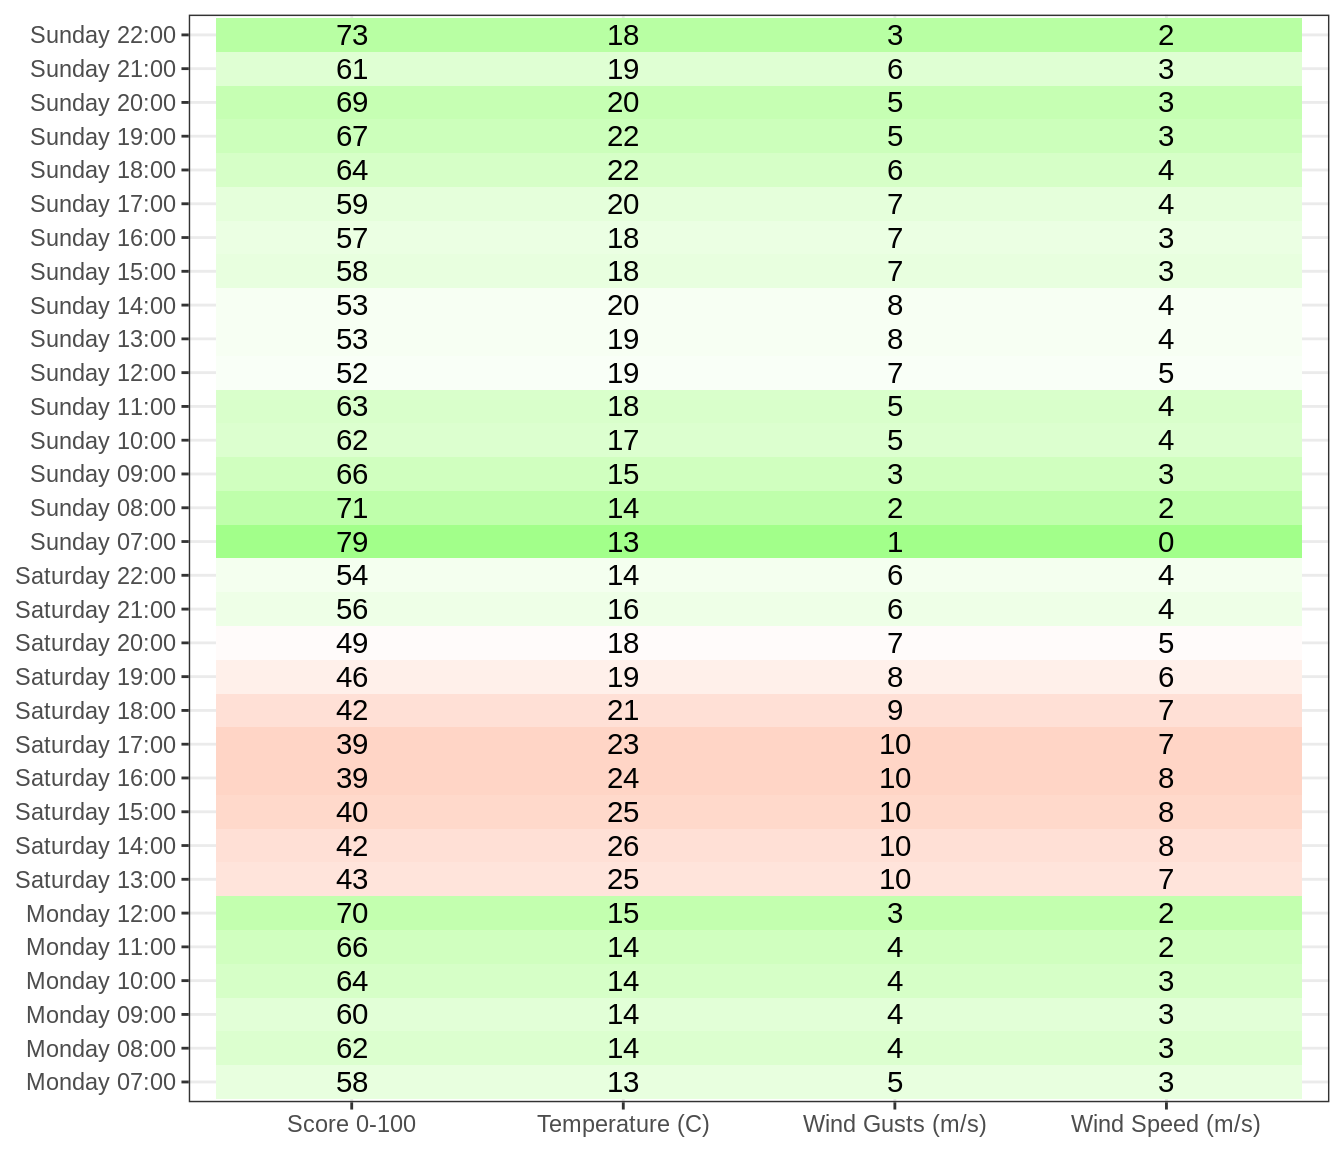 Sunday 22:00 73 18 3 2
Sunday 21:00 61 19 6 3
Sunday 20:00 69 20 5 3
Sunday 19:00 67 22 5 3
Sunday 18:00 64 22 6 4
Sunday 17:00 59 20 7 4
Sunday 16:00 57 18 7 3
Sunday 15:00 58 18 7 3
Sunday 14:00 53 20 8 4
Sunday 13:00 53 19 8 4
Sunday 12:00 52 19 7 5
Sunday 11:00 63 18 5 4
Sunday 10:00 62 17 5 4
Sunday 09:00 66 15 3 3
Sunday 08:00 71 14 2 2
Sunday 07:00 79 13 1 0
Saturday 22:00 54 14 6 4
Saturday 21:00 56 16 6 4
Saturday 20:00 49 18 7 5
Saturday 19:00 46 19 8 6
Saturday 18:00 42 21 9 7
Saturday 17:00 39 23 10 7
Saturday 16:00 39 24 10 8
Saturday 15:00 40 25 10 8
Saturday 14:00 42 26 10 8
Saturday 13:00 43 25 10 7
Monday 12:00 70 15 3 2
Monday 11:00 66 14 4 2
Monday 10:00 64 14 4 3
Monday 09:00 60 14 4 3
Monday 08:00 62 14 4 3
Monday 07:00 58 13 5 3
Score 0-100 Temperature (C) Wind Gusts (m/s) Wind Speed (m/s)